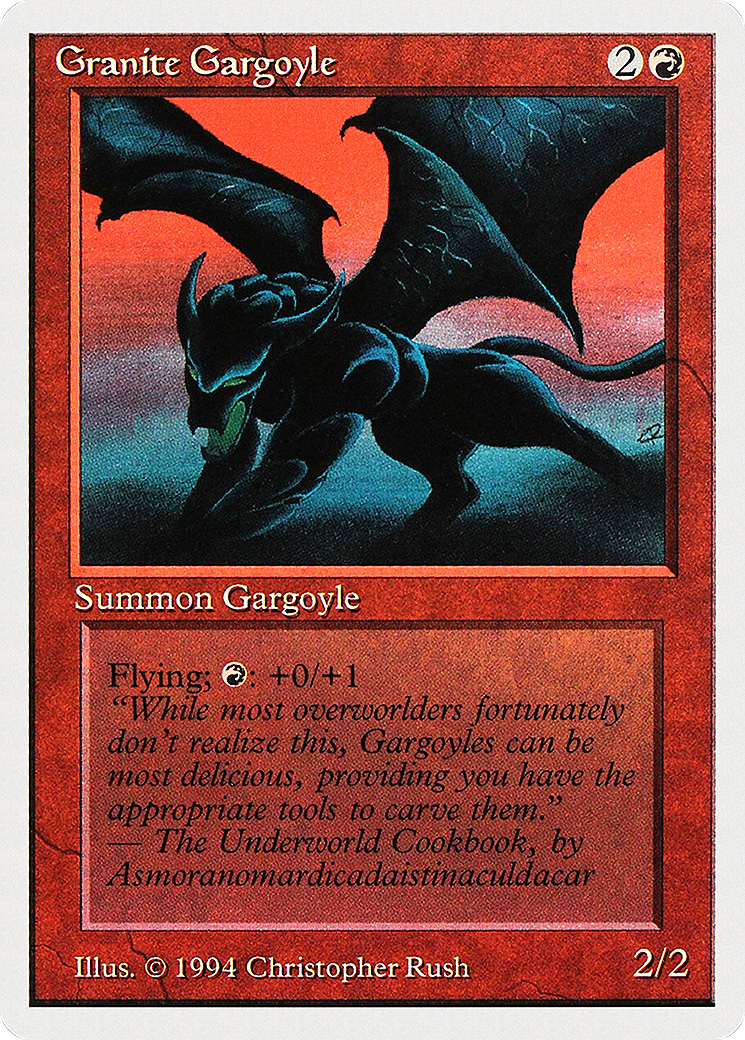 Granite Gargoyle 2
Summon Gargoyle
Flying; : +0/+1
“While most overworlders fortunately
don’t realize this, Gargoyles can be
most delicious, providing you have the
appropriate tools to carve them.”
— The Underworld Cookbook, by
Asmoranomardicadaistinaculdacar
Illus. © 1994 Christopher Rush 2/2